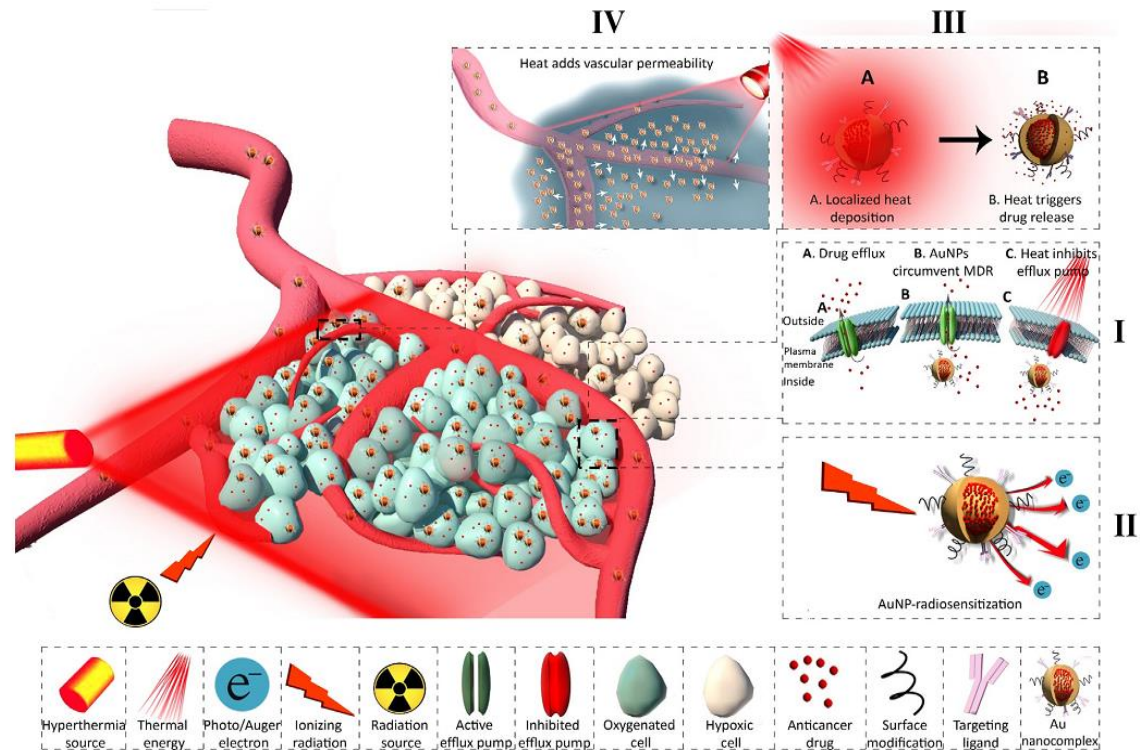 IV
III
Heat adds vascular permeability
A
B
A. Localized heat
deposition
B. Heat triggers
drug release
A. Drug efflux
B. AuNPs
circumvent MDR
C. Heat inhibits
efflux pump
A
B
C
Outside
Plasma
membrane
Inside
I
e⁻
e⁻
e
e⁻
II
AuNP-radiosensitization
e⁻
Hyperthermia
source
Thermal
energy
Photo/Auger
electron
Ionizing
radiation
Radiation
source
Active
efflux pump
Inhibited
efflux pump
Oxygenated
cell
Hypoxic
cell
Anticancer
drug
Surface
modification
Targeting
ligand
Au
nanocomplex